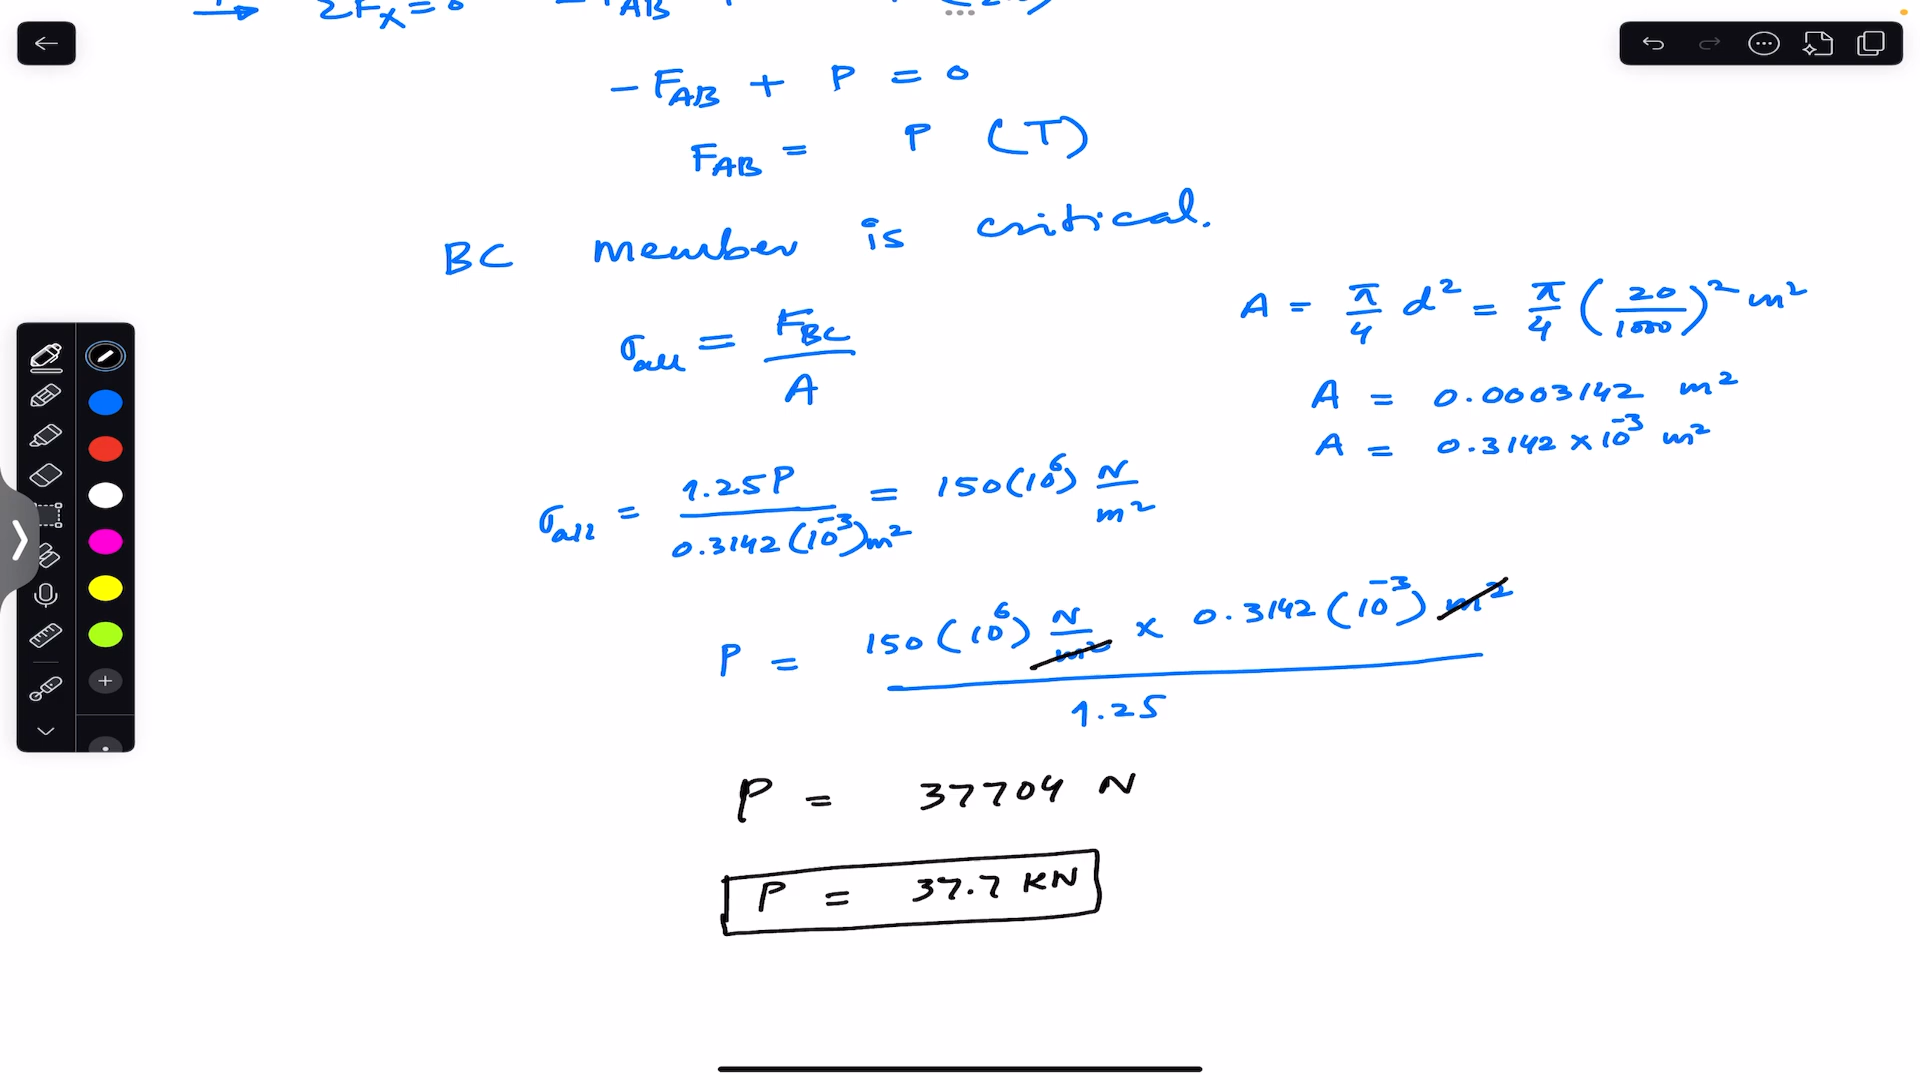 ΣFx = 0
- F_AB + P = 0
F_AB = P (T)
BC member is critical.
σ_all = F_BC / A
A = π/4 d² = π/4 (20/1000)² m²
A = 0.0003142 m²
A = 0.3142 × 10⁻³ m²
σ_all = 1.25P / 0.3142(10⁻³)m² = 150(10⁶) N/m²
P = 150(10⁶) N/m² × 0.3142(10⁻³) m² / 1.25
P = 37704 N
P = 37.7 KN